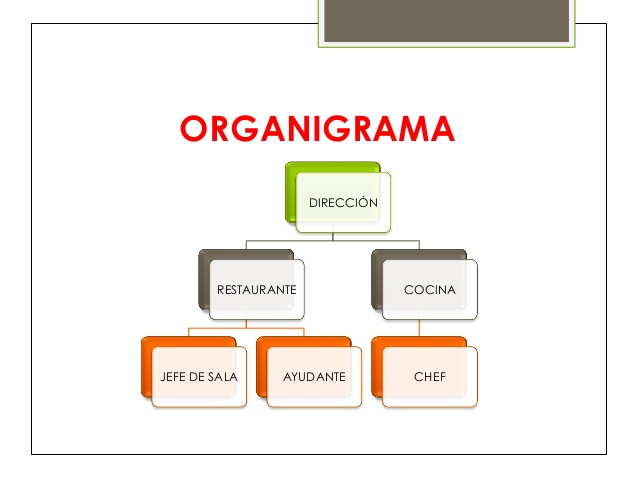 ORGANIGRAMA
DIRECCIÓN
RESTAURANTE
COCINA
JEFE DE SALA
AYUDANTE
CHEF